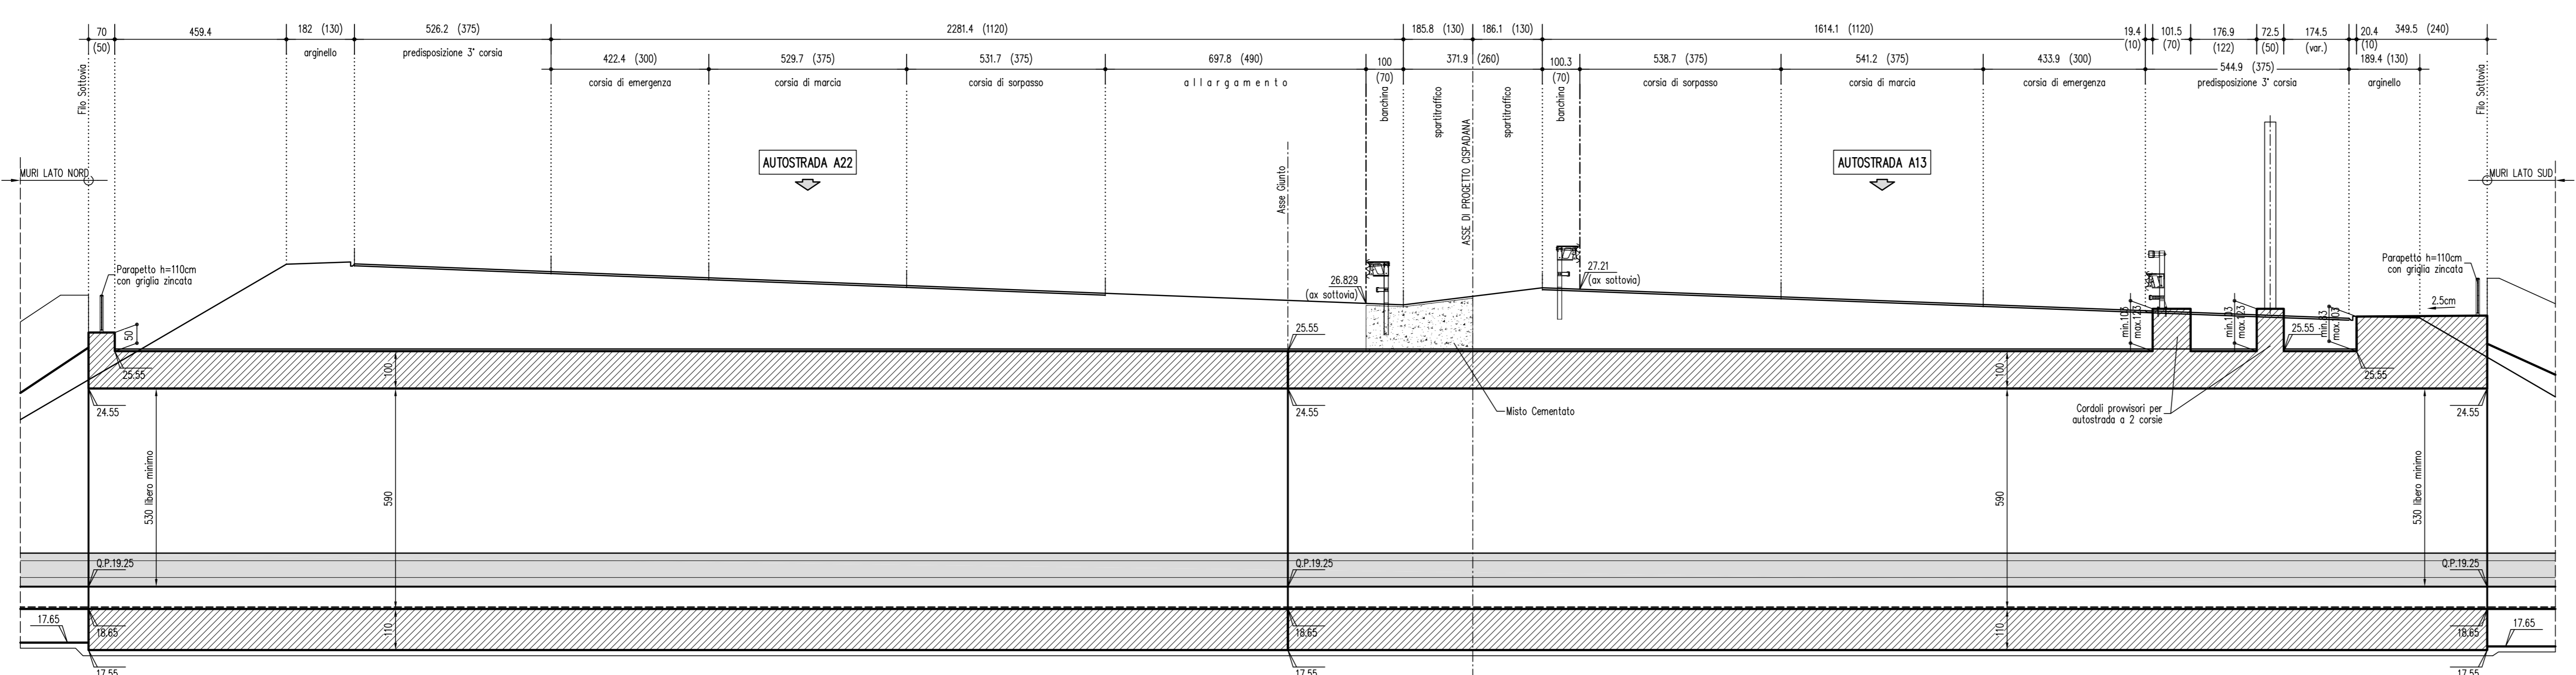 70 459.4 182 (130) 526.2 (375) 2281.4 (1120) 185.8 (130) 186.1 (130) 1614.1 (1120) 19.4 101.5 176.9 72.5 174.5 20.4 349.5 (240)
(50) arginello predisposizione 3° corsia (10) (70) (122) (50) (var.) (10)
422.4 (300) 529.7 (375) 531.7 (375) 697.8 (490) 100 371.9 (260) 100.3 538.7 (375) 541.2 (375) 433.9 (300) 544.9 (375) 189.4 (130)
(70) (70)
corsia di emergenza corsia di marcia corsia di sorpasso allargamento corsia di sorpasso corsia di marcia corsia di emergenza predisposizione 3° corsia arginello
Filo Sottovia
banchina
spartitraffico
ASSE DI PROGETTO CISPADANA
spartitraffico
banchina
Filo Sottovia
AUTOSTRADA A22
AUTOSTRADA A13
Asse Giunto
MURI LATO NORD
MURI LATO SUD
Parapetto h=110cm
con griglia zincata
26.829
(ax sottovia)
27.21
(ax sottovia)
Parapetto h=110cm
con griglia zincata
2.5cm
50
25.55
min.103
max.123
min.103
max.123
25.55
min.83
max.103
25.55
100
100
25.55
24.55
24.55
24.55
Misto Cementato
Cordoli provvisori per
autostrada a 2 corsie
530 libero minimo
590
590
530 libero minimo
Q.P.19.25
Q.P.19.25
Q.P.19.25
17.65
18.65
110
18.65
110
18.65
17.65
17.55
17.55
17.55